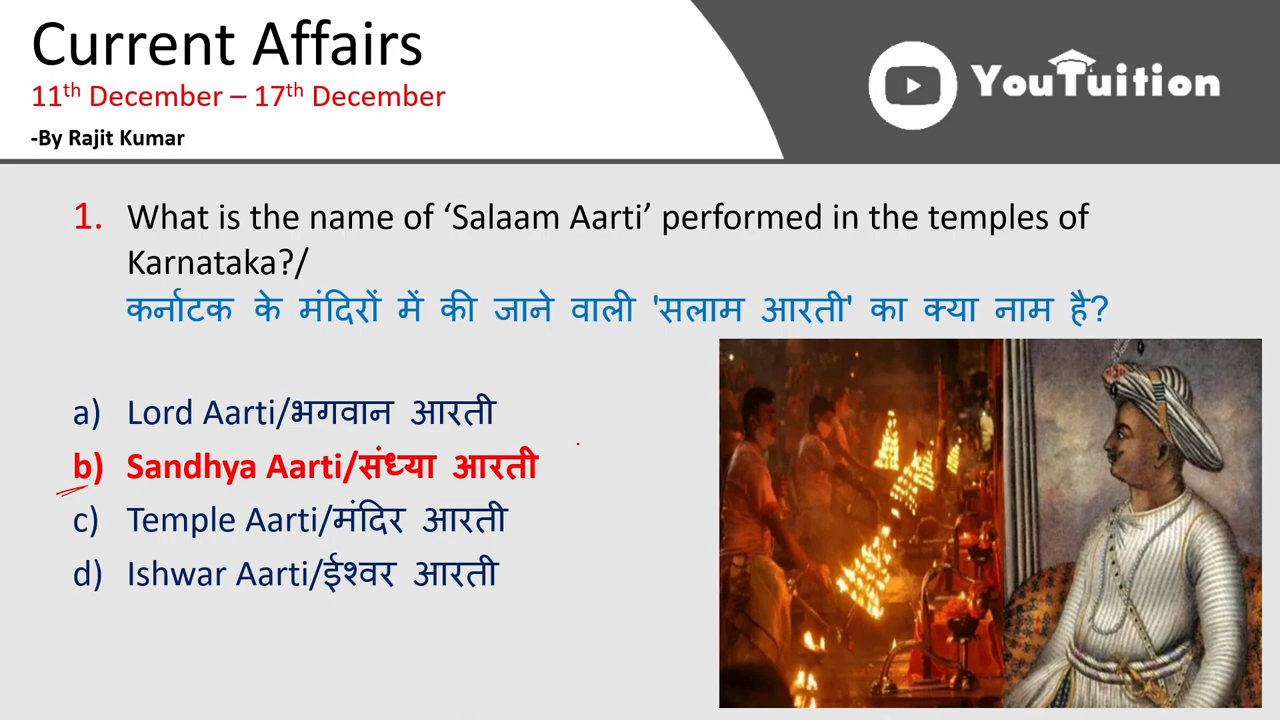 Current Affairs
11th December – 17th December
-By Rajit Kumar
YouTuition
1. What is the name of ‘Salaam Aarti’ performed in the temples of
Karnataka?/
कर्नाटक के मंदिरों में की जाने वाली 'सलाम आरती' का क्या नाम है?
a) Lord Aarti/भगवान आरती
b) Sandhya Aarti/संध्या आरती
c) Temple Aarti/मंदिर आरती
d) Ishwar Aarti/ईश्वर आरती